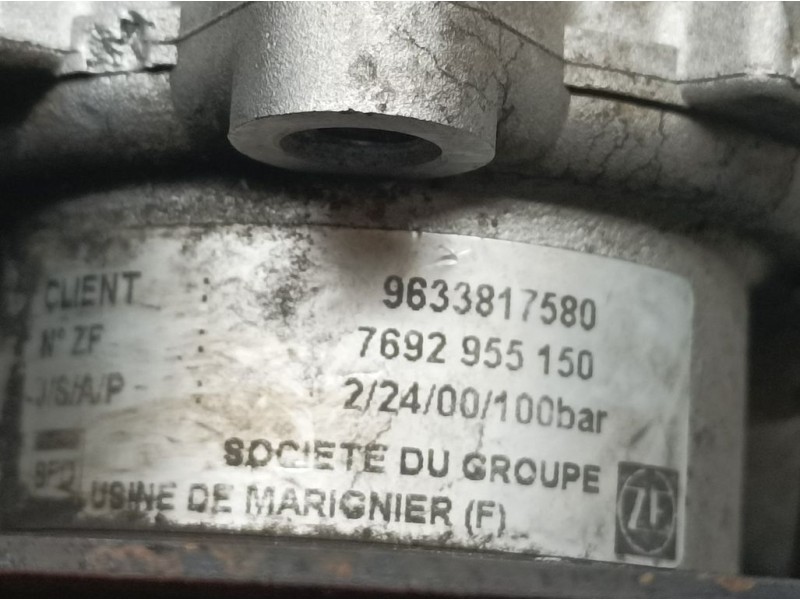 CLIENT : 9633817580
N° ZF : 7692 955 150
J/S/A/P - 2/24/00/100bar
SOCIETE DU GROUPE
USINE DE MARIGNIER (F)
ZF